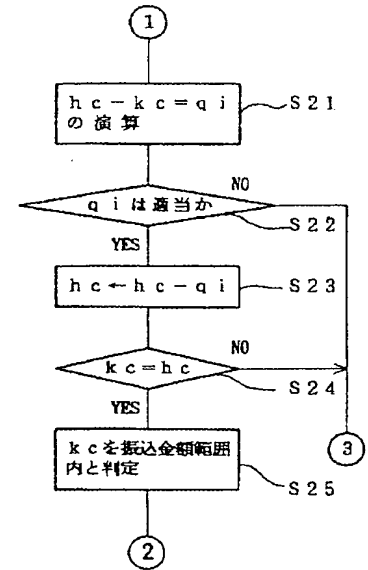 1
hc-kc=qi
の演算
S21
qiは適当か
NO
S22
YES
hc←hc-qi
S23
kc=hc
NO
S24
YES
kcを振込金額範囲
内と判定
S25
3
2